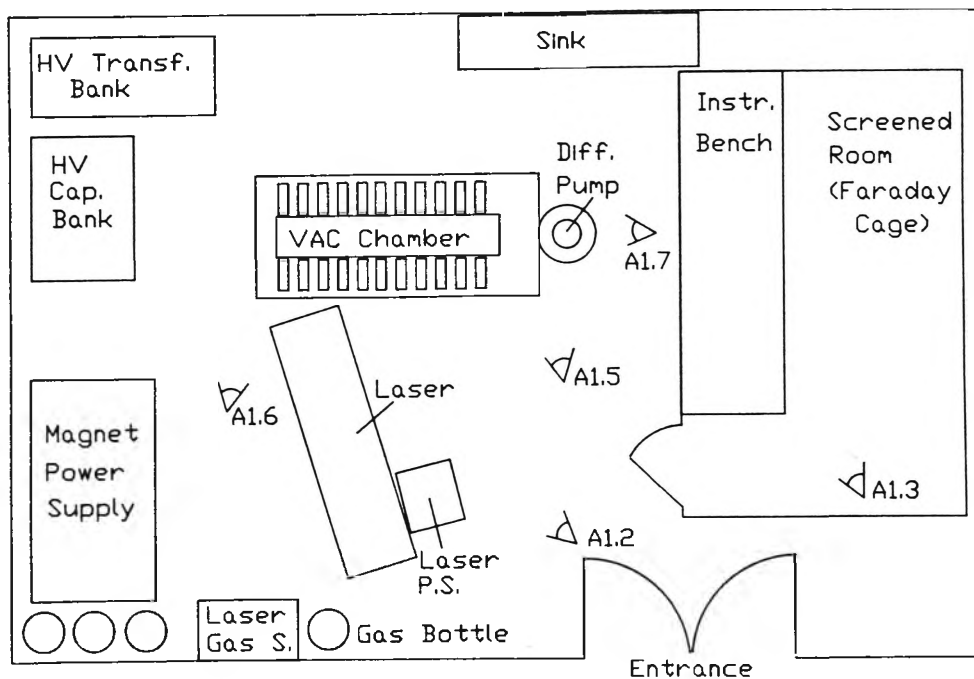 HV Transf.
Bank
Sink
HV
Cap.
Bank
Diff.
Pump
Instr.
Bench
Screened
Room
(Faraday
Cage)
VAC Chamber
A1.7
A1.5
Laser
A1.6
Magnet
Power
Supply
A1.3
A1.2
Laser
P.S.
Laser
Gas S.
Gas Bottle
Entrance